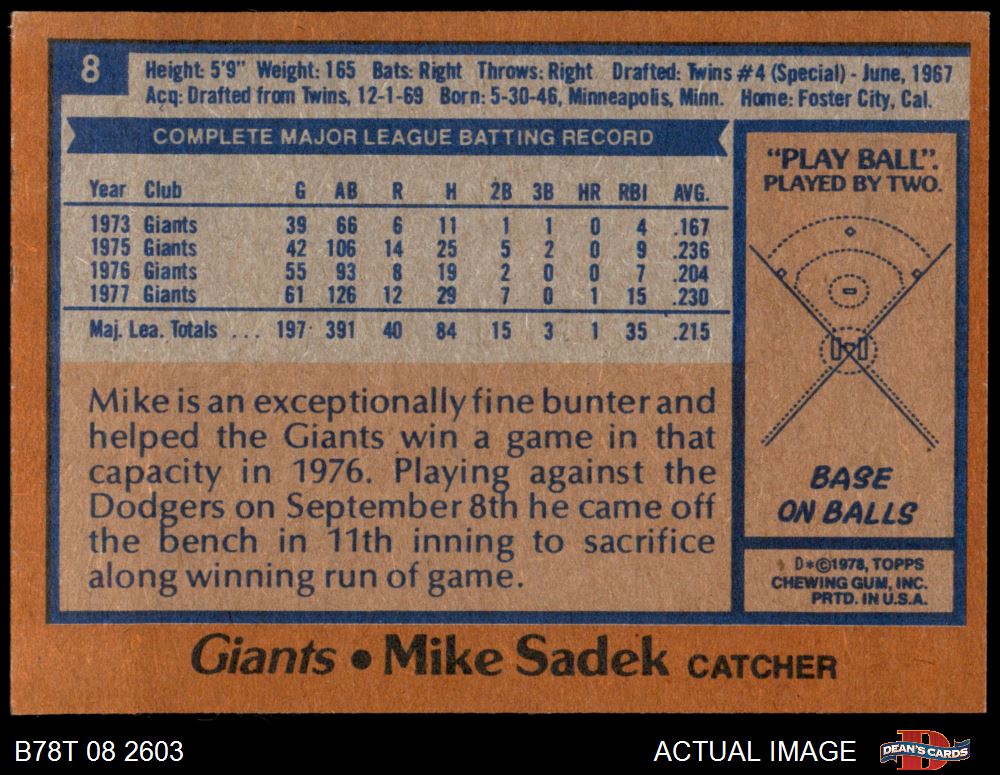 8
Height: 5'9" Weight: 165 Bats: Right Throws: Right Drafted: Twins #4 (Special) - June, 1967
Acq: Drafted from Twins, 12-1-69 Born: 5-30-46, Minneapolis, Minn. Home: Foster City, Cal.
COMPLETE MAJOR LEAGUE BATTING RECORD
Year Club G AB R H 2B 3B HR RBI AVG.
1973 Giants 39 66 6 11 1 1 0 4 .167
1975 Giants 42 106 14 25 5 2 0 9 .236
1976 Giants 55 93 8 19 2 0 0 7 .204
1977 Giants 61 126 12 29 7 0 1 15 .230
Maj. Lea. Totals ... 197 391 40 84 15 3 1 35 .215
Mike is an exceptionally fine bunter and
helped the Giants win a game in that
capacity in 1976. Playing against the
Dodgers on September 8th he came off
the bench in 11th inning to sacrifice
along winning run of game.
"PLAY BALL".
PLAYED BY TWO.
BASE
ON BALLS
D*©1978, TOPPS
CHEWING GUM, INC.
PRTD. IN U.S.A.
Giants • Mike Sadek CATCHER
B78T 08 2603
ACTUAL IMAGE
D
DEAN'S CARDS